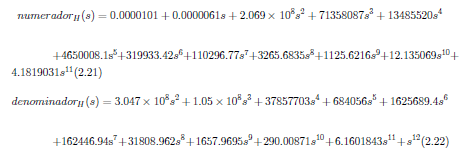 numerador_H(s) = 0.0000101 + 0.0000061s + 2.069 × 10^8 s^2 + 71358087s^3 + 13485520s^4
+4650008.1s^5+319933.42s^6+110296.77s^7+3265.6835s^8+1125.6216s^9+12.135069s^10+
4.1819031s^11(2.21)
denominador_H(s) = 3.047 × 10^8 s^2 + 1.05 × 10^8 s^3 + 37857703s^4 + 684056s^5 + 1625689.4s^6
+162446.94s^7+31808.962s^8+1657.9695s^9+290.00871s^10+6.1601843s^11+s^12(2.22)